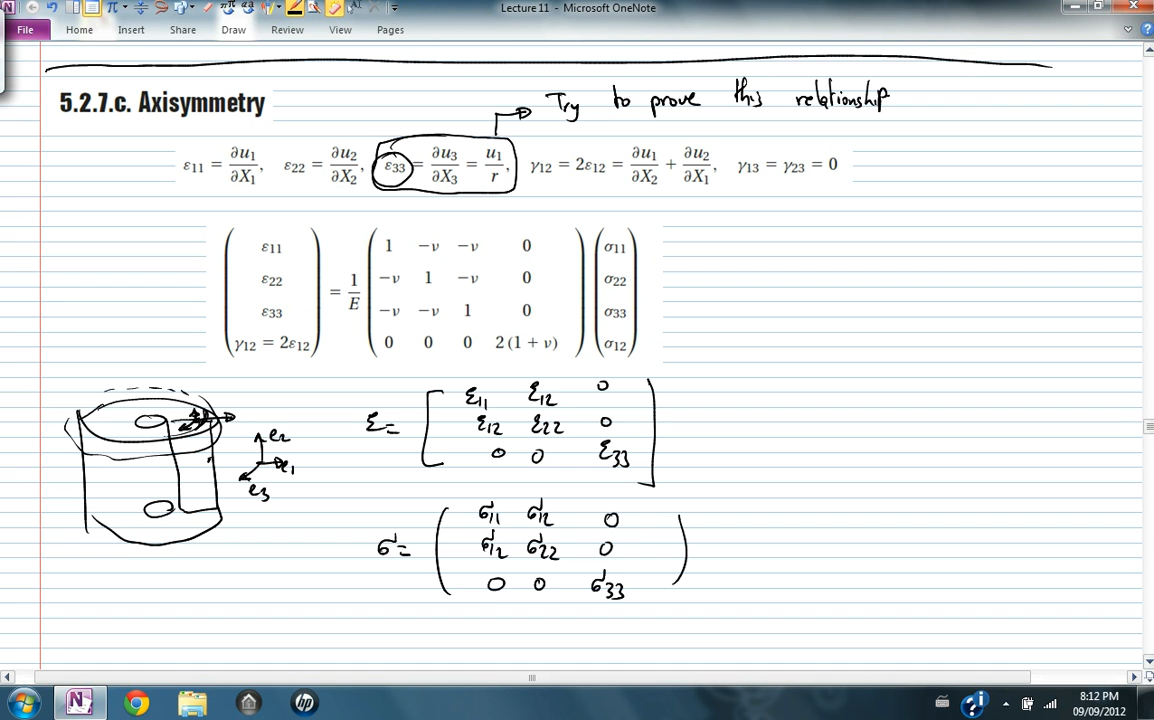 Lecture 11 - Microsoft OneNote
File Home Insert Share Draw Review View Pages
5.2.7.c. Axisymmetry
Try to prove this relationship
ε11 = ∂u1/∂X1, ε22 = ∂u2/∂X2, ε33 = ∂u3/∂X3 = u1/r, γ12 = 2ε12 = ∂u1/∂X2 + ∂u2/∂X1, γ13 = γ23 = 0
ε11 1 −ν −ν 0 σ11
ε22 −ν 1 −ν 0 σ22
= 1/E
ε33 −ν −ν 1 0 σ33
γ12 = 2ε12 0 0 0 2(1 + ν) σ12
e2
e1
e3
ε11 ε12 0
ε= ε12 ε22 0
0 0 ε33
σ11 σ12 0
σ= σ12 σ22 0
0 0 σ33
8:12 PM
09/09/2012